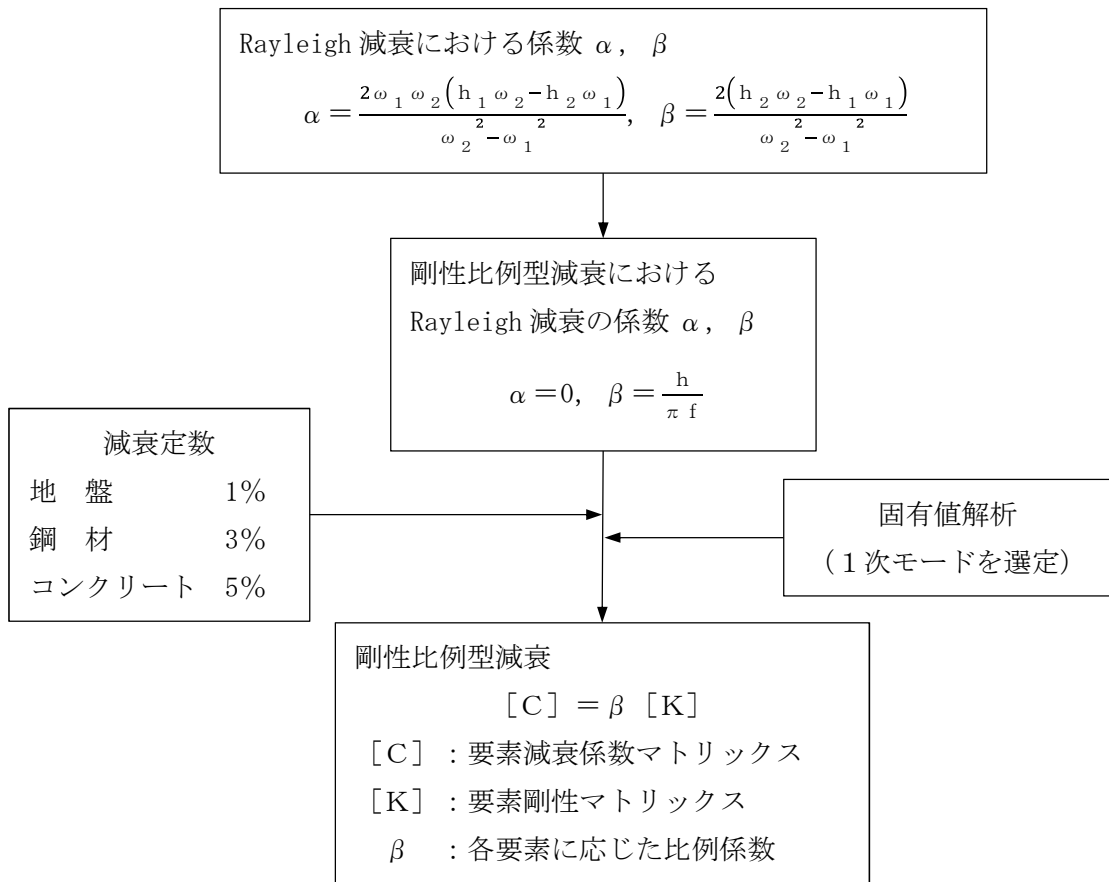 Rayleigh 減衰における係数 α, β
α=2ω₁ω₂(h₁ω₂-h₂ω₁)/(ω₂²-ω₁²), β=2(h₂ω₂-h₁ω₁)/(ω₂²-ω₁²)
剛性比例型減衰における
Rayleigh 減衰の係数 α, β
α=0, β=h/(π f)
減衰定数
地 盤 1%
鋼 材 3%
コンクリート 5%
固有値解析
(1次モードを選定)
剛性比例型減衰
[C]=β [K]
[C]:要素減衰係数マトリックス
[K]:要素剛性マトリックス
β :各要素に応じた比例係数